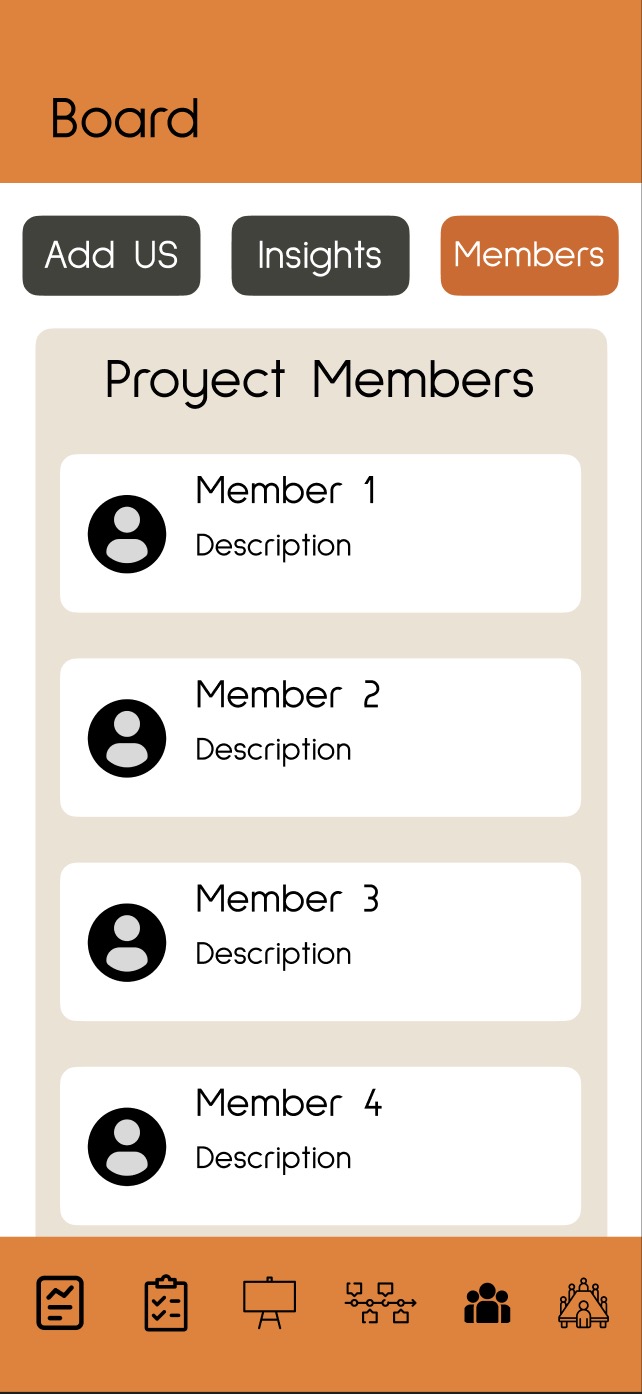 Board
Add US Insights Members
Proyect Members
Member 1
Description
Member 2
Description
Member 3
Description
Member 4
Description